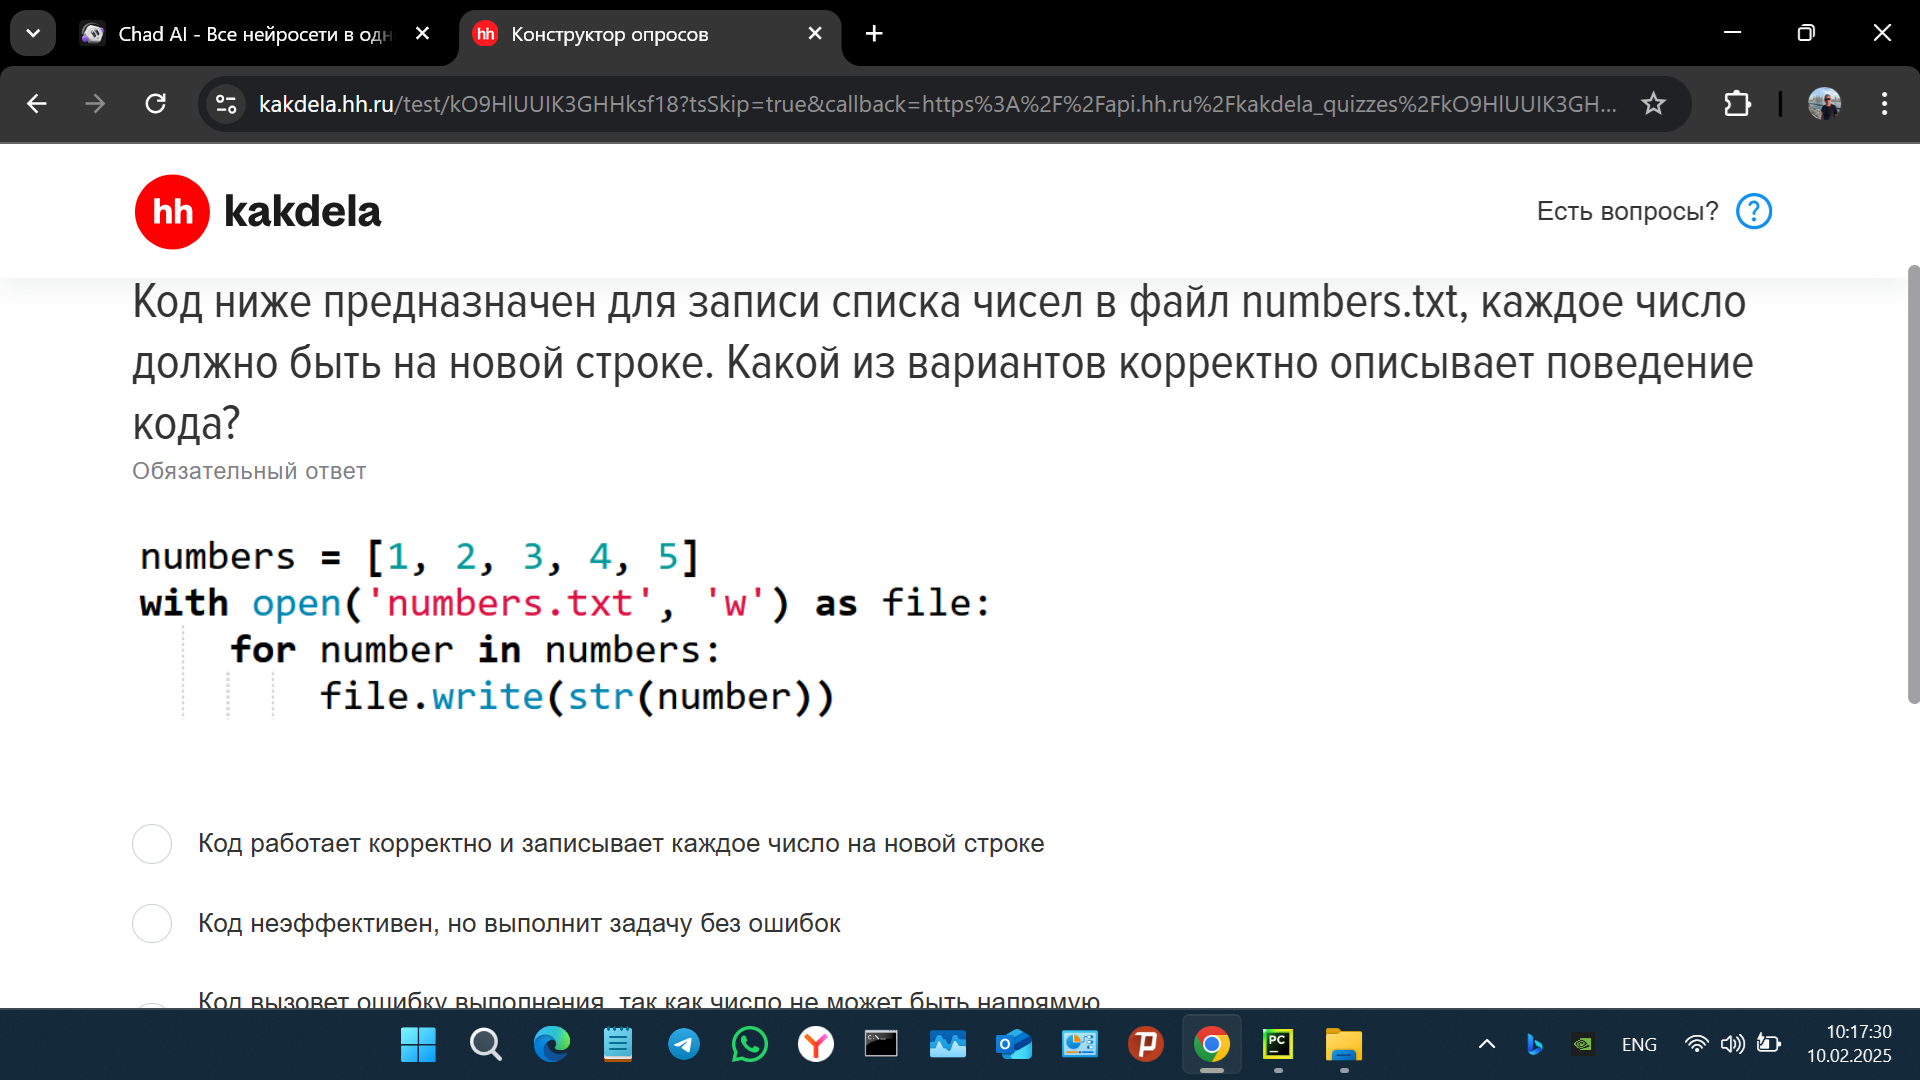 Chad AI - Все нейросети в одн
hh Конструктор опросов
kakdela.hh.ru/test/kO9HlUUIK3GHHksf18?tsSkip=true&callback=https%3A%2F%2Fapi.hh.ru%2Fkakdela_quizzes%2FkO9HlUUIK3GH...
hh kakdela
Есть вопросы? ?
Код ниже предназначен для записи списка чисел в файл numbers.txt, каждое число
должно быть на новой строке. Какой из вариантов корректно описывает поведение
кода?
Обязательный ответ
numbers = [1, 2, 3, 4, 5]
with open('numbers.txt', 'w') as file:
for number in numbers:
file.write(str(number))
Код работает корректно и записывает каждое число на новой строке
Код неэффективен, но выполнит задачу без ошибок
Код вызовет ошибку выполнения, так как число не может быть напрямую
ENG
10:17:30
10.02.2025